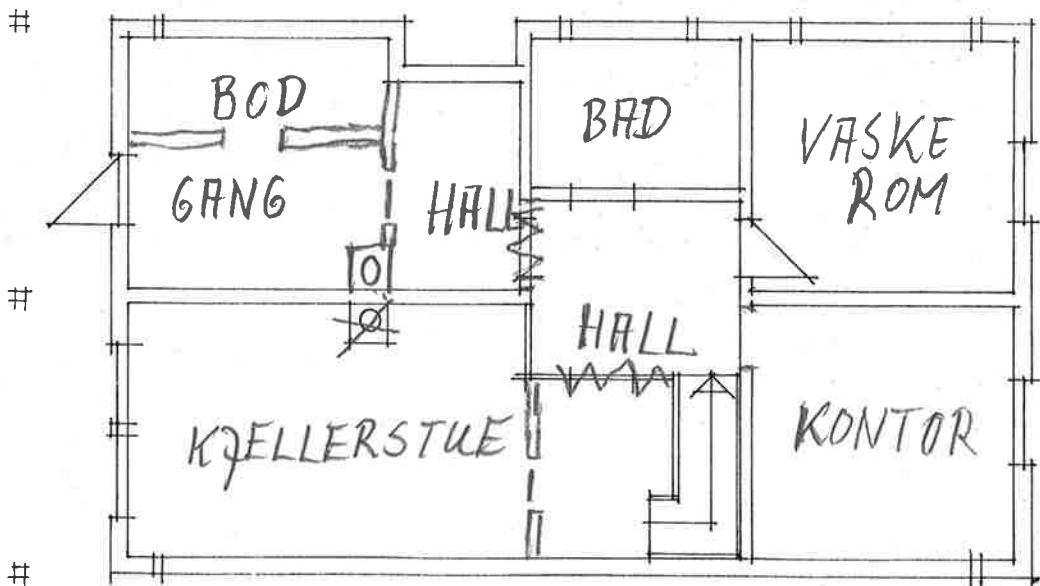 #
BOD
BAD
VASKE
ROM
GANG
HALL
#
O
HALL
KJELLERSTUE
KONTOR
#